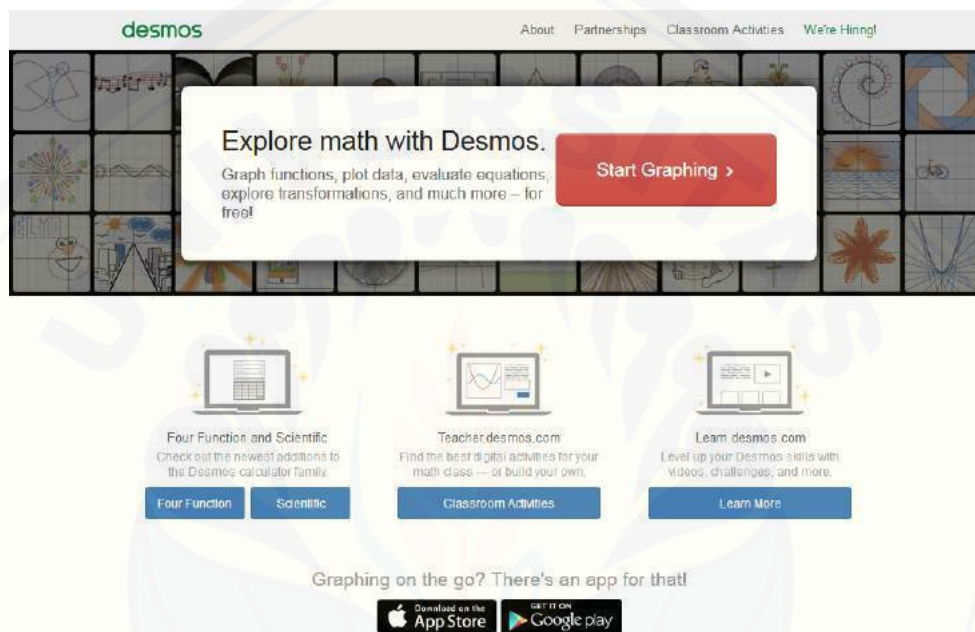 desmos
About Partnerships Classroom Activities We're Hiring!
Explore math with Desmos.
Graph functions, plot data, evaluate equations,
explore transformations, and much more – for
free!
Start Graphing >
UNIVERSITAS
Four Function and Scientific
Check out the newest additions to
the Desmos calculator family.
Four Function
Scientific
Teacher.desmos.com
Find the best digital activities for your
math class — or build your own.
Classroom Activities
Learn.desmos.com
Level up your Desmos skills with
videos, challenges, and more.
Learn More
Graphing on the go? There's an app for that!
Download on the
App Store
GET IT ON
Google play